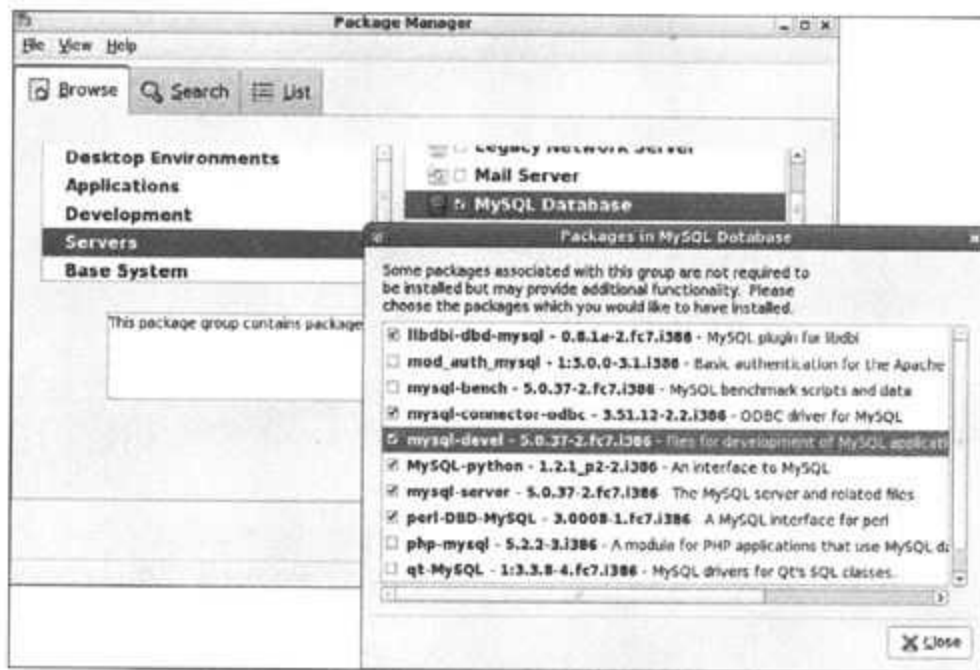 Package Manager
File View Help
Browse Search List
Desktop Environments
Applications
Development
Servers
Base System
Legacy Network Server
Mail Server
MySQL Database
This package group contains package
Packages in MySQL Database
Some packages associated with this group are not required to
be installed but may provide additional functionality. Please
choose the packages which you would like to have installed.
libdbi-dbd-mysql - 0.8.1a-2.fc7.i386 - MySQL plugin for libdbi
mod_auth_mysql - 1:3.0.0-3.1.i386 - Basic authentication for the Apache
mysql-bench - 5.0.37-2.fc7.i386 - MySQL benchmark scripts and data
mysql-connector-odbc - 3.51.12-2.2.i386 - ODBC driver for MySQL
mysql-devel - 5.0.37-2.fc7.i386 - Files for development of MySQL applicati
MySQL-python - 1.2.1_p2-2.i386 - An interface to MySQL
mysql-server - 5.0.37-2.fc7.i386 - The MySQL server and related files
perl-DBD-MySQL - 3.0008-1.fc7.i386 - A MySQL interface for perl
php-mysql - 5.2.2-3.i386 - A module for PHP applications that use MySQL da
qt-MySQL - 1:3.3.8-4.fc7.i386 - MySQL drivers for Qt's SQL classes.
Close